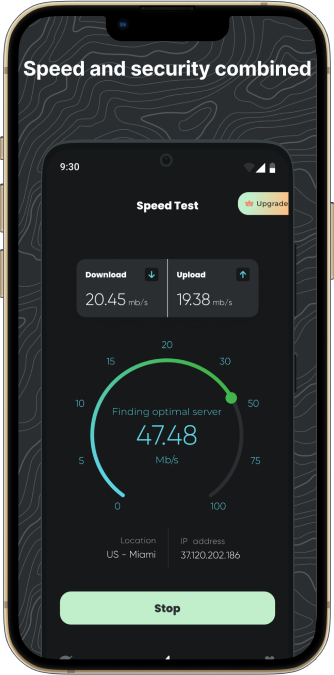 Speed and security combined
9:30
Speed Test
Upgrade
Download
Upload
20.45 mb/s
19.38 mb/s
20
15
30
10
50
Finding optimal server
47.48
5
75
Mb/s
0
100
Location
IP address
US - Miami
37.120.202.186
Stop